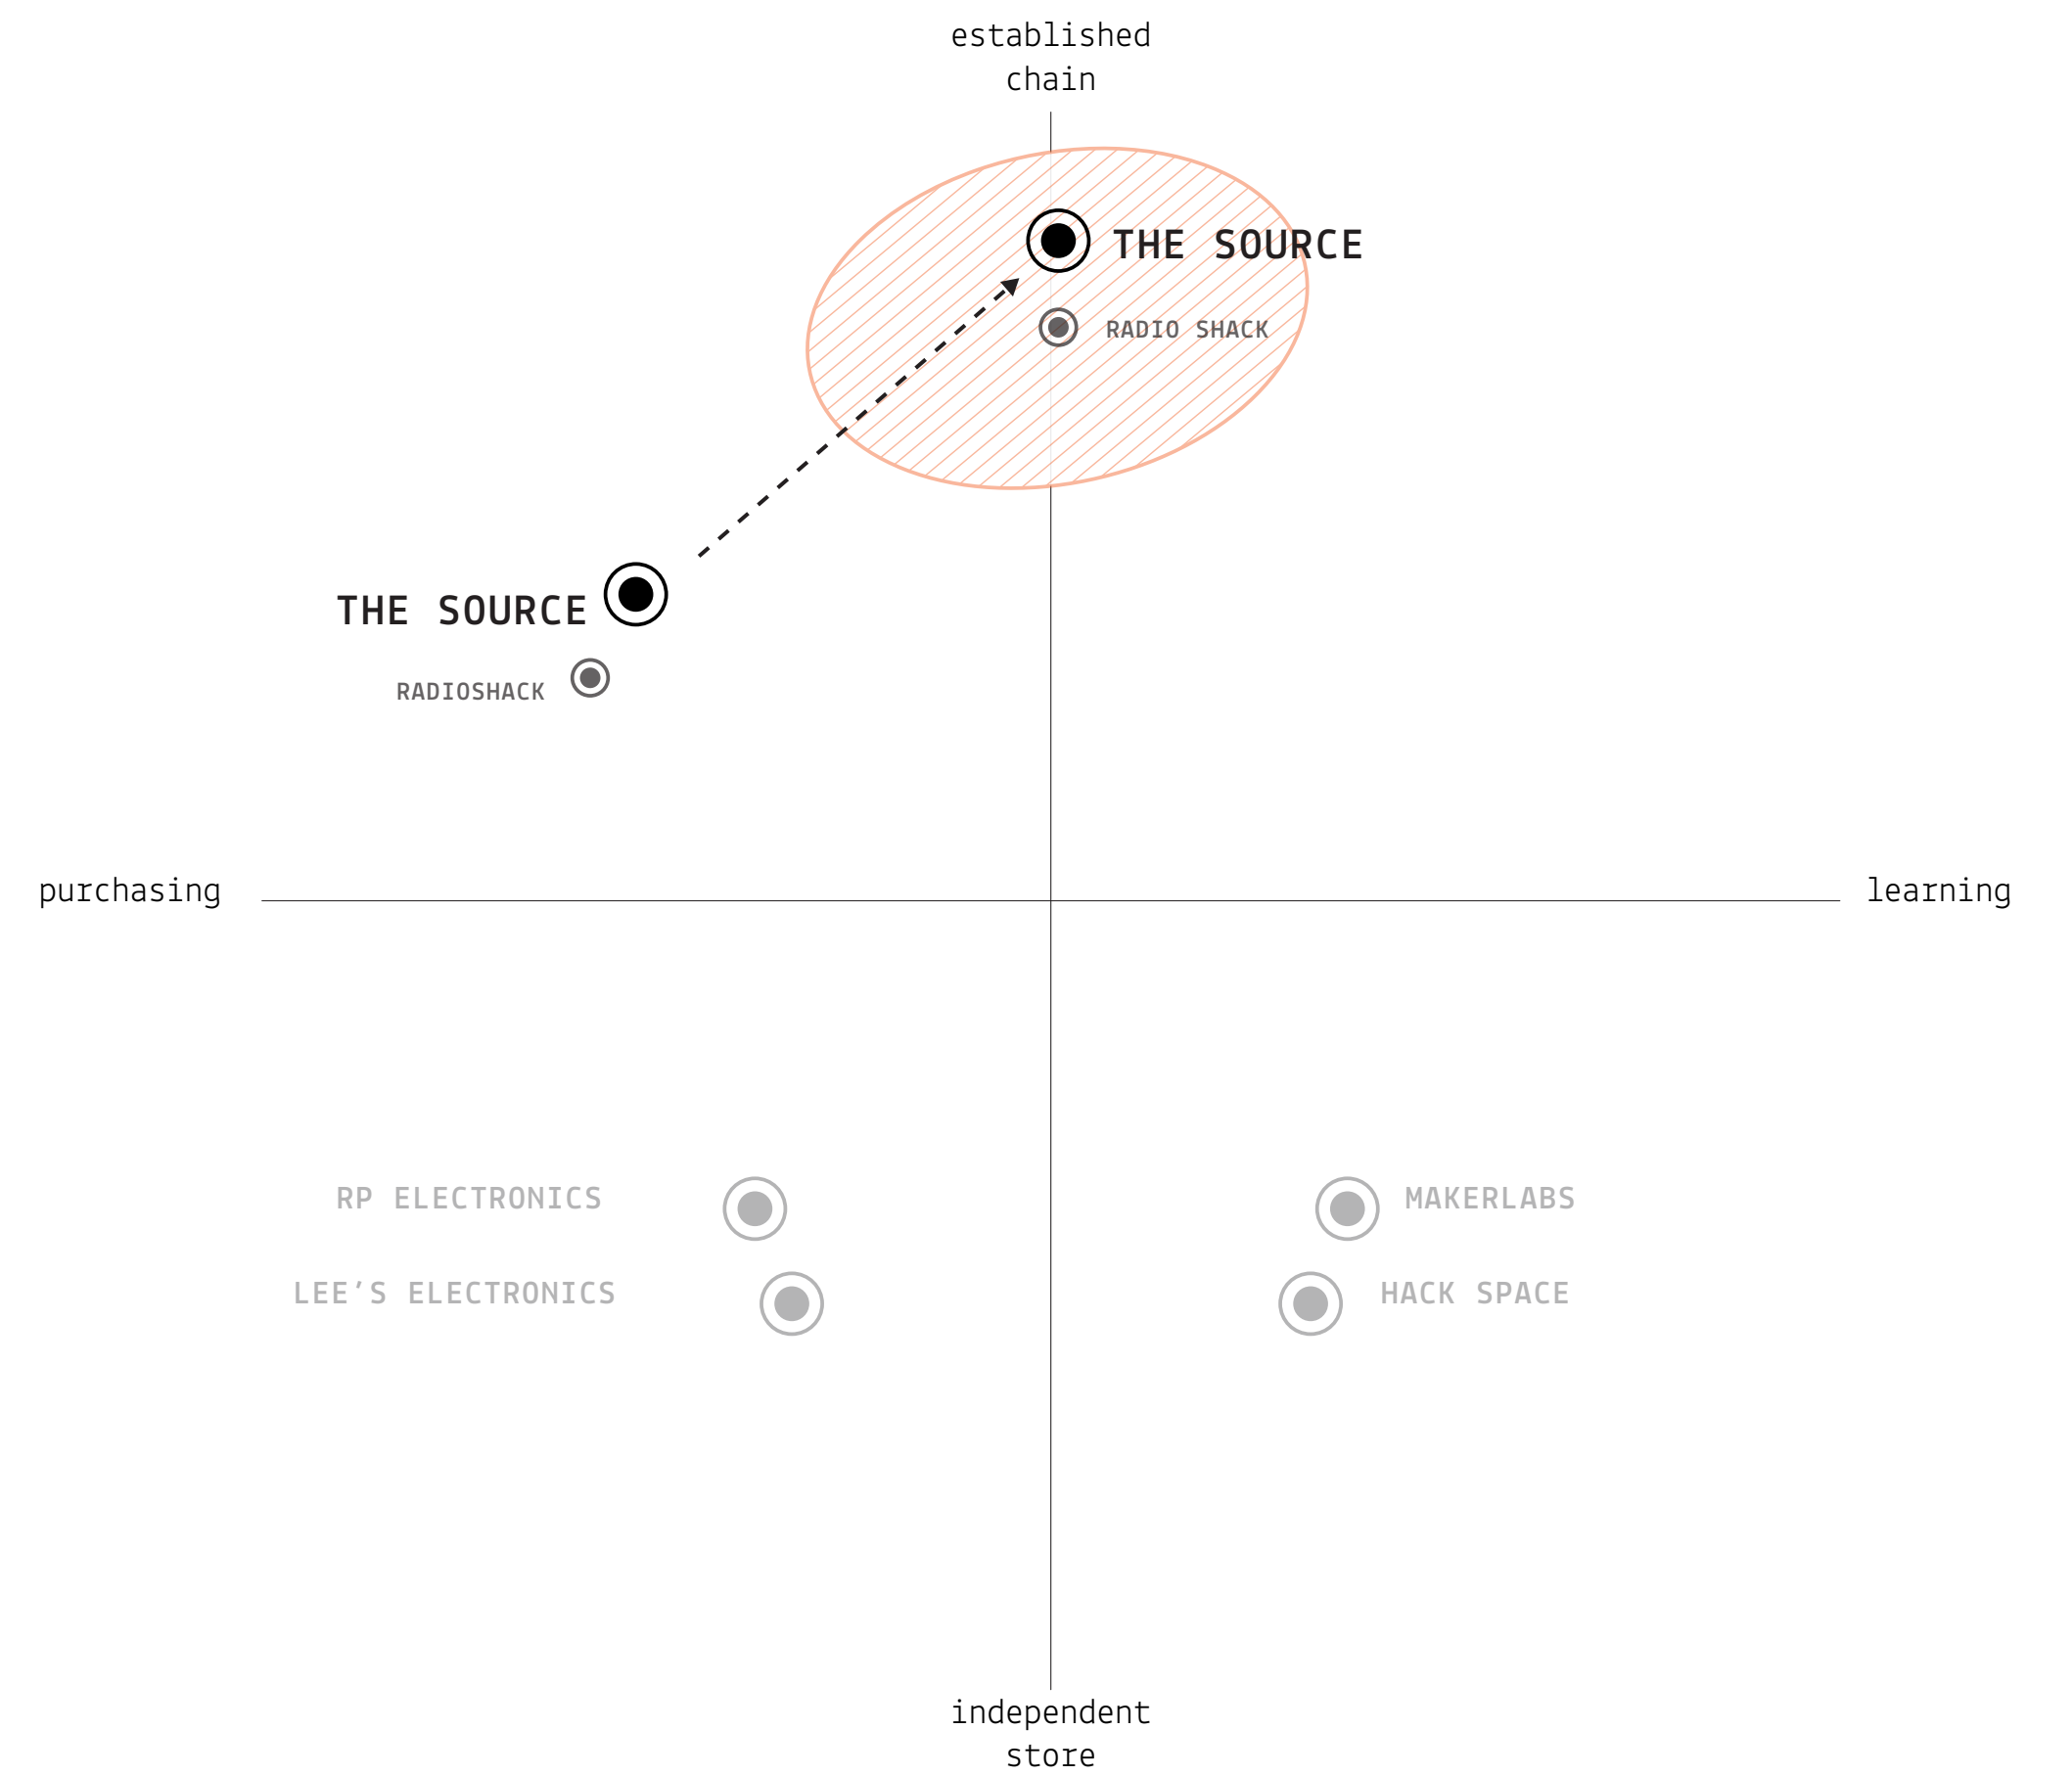 established
chain
THE SOURCE
RADIO SHACK
THE SOURCE
RADIOSHACK
purchasing
learning
RP ELECTRONICS
MAKERLABS
LEE’S ELECTRONICS
HACK SPACE
independent
store